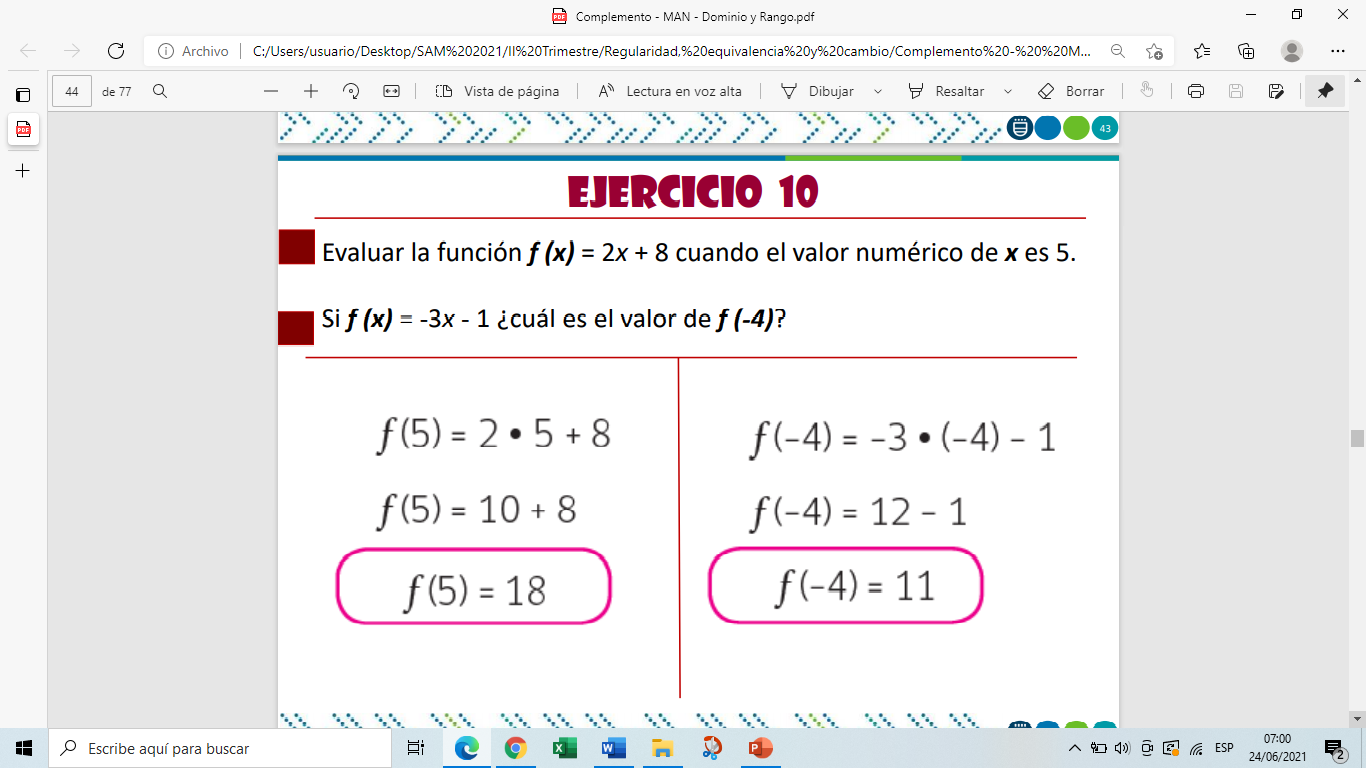 Complemento - MAN - Dominio y Rango.pdf
Archivo C:/Users/usuario/Desktop/SAM%202021/II%20Trimestre/Regularidad,%20equivalencia%20y%20cambio/Complemento%20-%20%20M...
44 de 77 Vista de página Lectura en voz alta Dibujar Resaltar Borrar
43
EJERCICIO 10
Evaluar la función f (x) = 2x + 8 cuando el valor numérico de x es 5.
Si f (x) = -3x - 1 ¿cuál es el valor de f (-4)?
f(5) = 2 • 5 + 8
f(5) = 10 + 8
f(5) = 18
f(-4) = -3 • (-4) - 1
f(-4) = 12 - 1
f(-4) = 11
Escribe aquí para buscar
ESP
07:00
24/06/2021
2